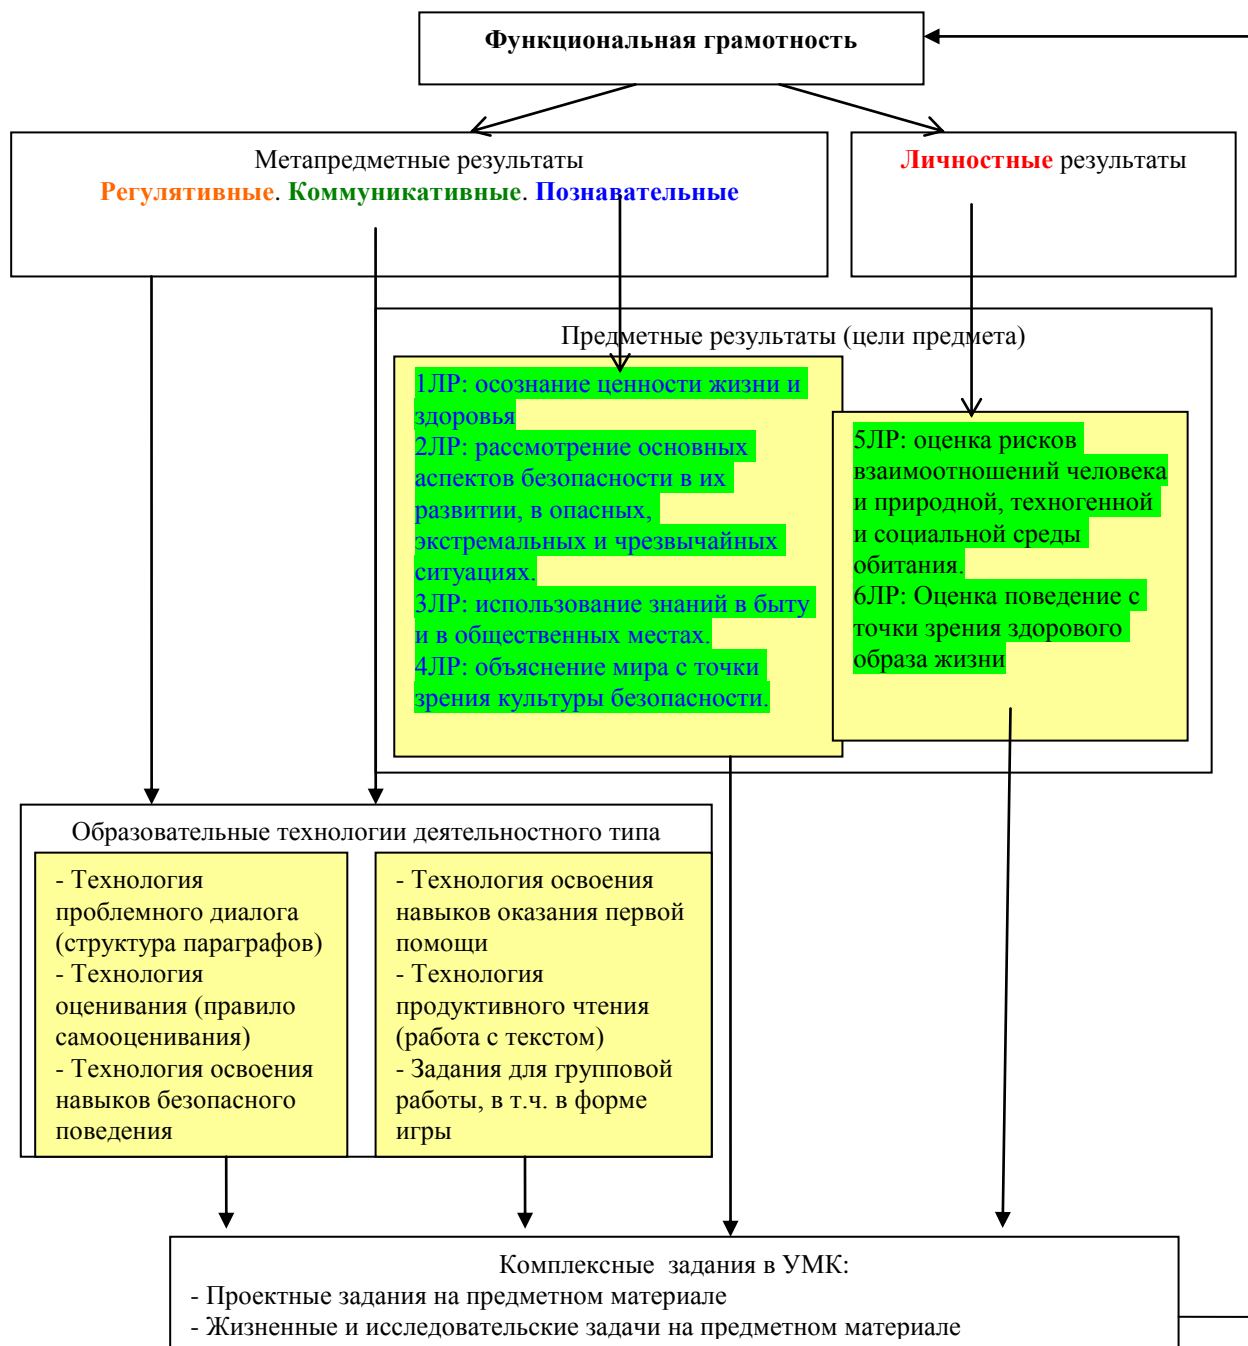 Функциональная грамотность
Метапредметные результаты
Регулятивные. Коммуникативные. Познавательные
Личностные результаты
Предметные результаты (цели предмета)
1ЛР: осознание ценности жизни и
здоровья
2ЛР: рассмотрение основных
аспектов безопасности в их
развитии, в опасных,
экстремальных и чрезвычайных
ситуациях.
3ЛР: использование знаний в быту
и в общественных местах.
4ЛР: объяснение мира с точки
зрения культуры безопасности.
5ЛР: оценка рисков
взаимоотношений человека
и природной, техногенной
и социальной среды
обитания.
6ЛР: Оценка поведение с
точки зрения здорового
образа жизни
Образовательные технологии деятельностного типа
- Технология
проблемного диалога
(структура параграфов)
- Технология
оценивания (правило
самооценивания)
- Технология освоения
навыков безопасного
поведения
- Технология освоения
навыков оказания первой
помощи
- Технология
продуктивного чтения
(работа с текстом)
- Задания для групповой
работы, в т.ч. в форме
игры
Комплексные задания в УМК:
- Проектные задания на предметном материале
- Жизненные и исследовательские задачи на предметном материале